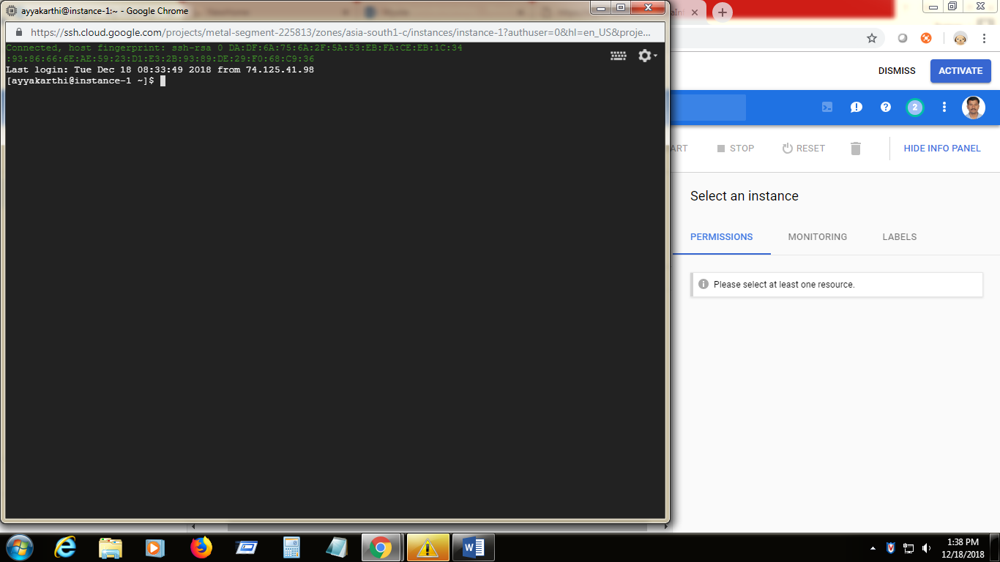 ayyakarthi@instance-1:~ - Google Chrome
https://ssh.cloud.google.com/projects/metal-segment-225813/zones/asia-south1-c/instances/instance-1?authuser=0&hl=en_US&proje...
Connected, host fingerprint: ssh-rsa 0 DA:DF:6A:75:6A:2F:5A:53:EB:FA:CE:EB:1C:34
:93:86:66:6E:AE:59:23:D1:E3:2B:93:89:DE:29:F0:68:C9:36
Last login: Tue Dec 18 08:33:49 2018 from 74.125.41.98
[ayyakarthi@instance-1 ~]$
DISMISS ACTIVATE
2
ART STOP RESET HIDE INFO PANEL
Select an instance
PERMISSIONS MONITORING LABELS
Please select at least one resource.
1:38 PM
12/18/2018